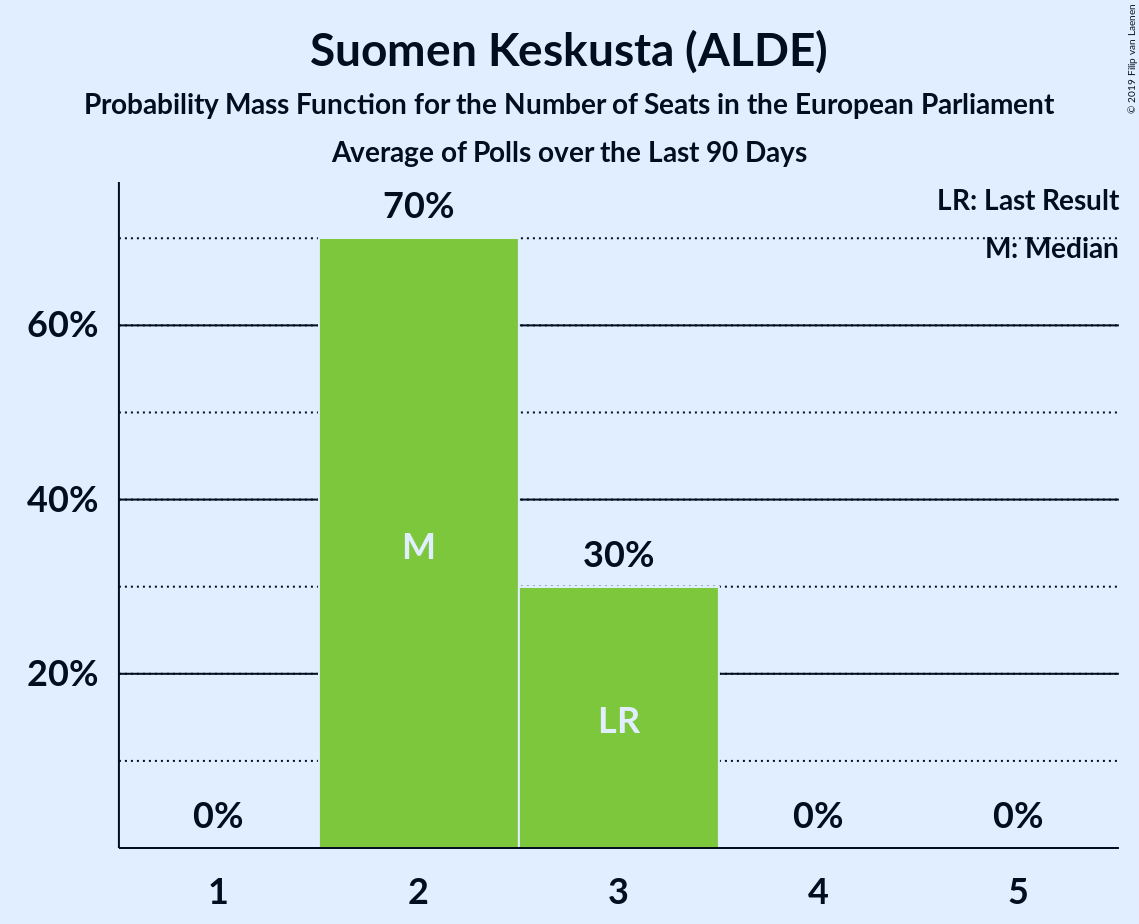 Suomen Keskusta (ALDE)
Probability Mass Function for the Number of Seats in the European Parliament
Average of Polls over the Last 90 Days
© 2019 Filip van Laenen
LR: Last Result
M: Median
70%
60%
40%
M
30%
20%
LR
0%
0%
0%
1
2
3
4
5